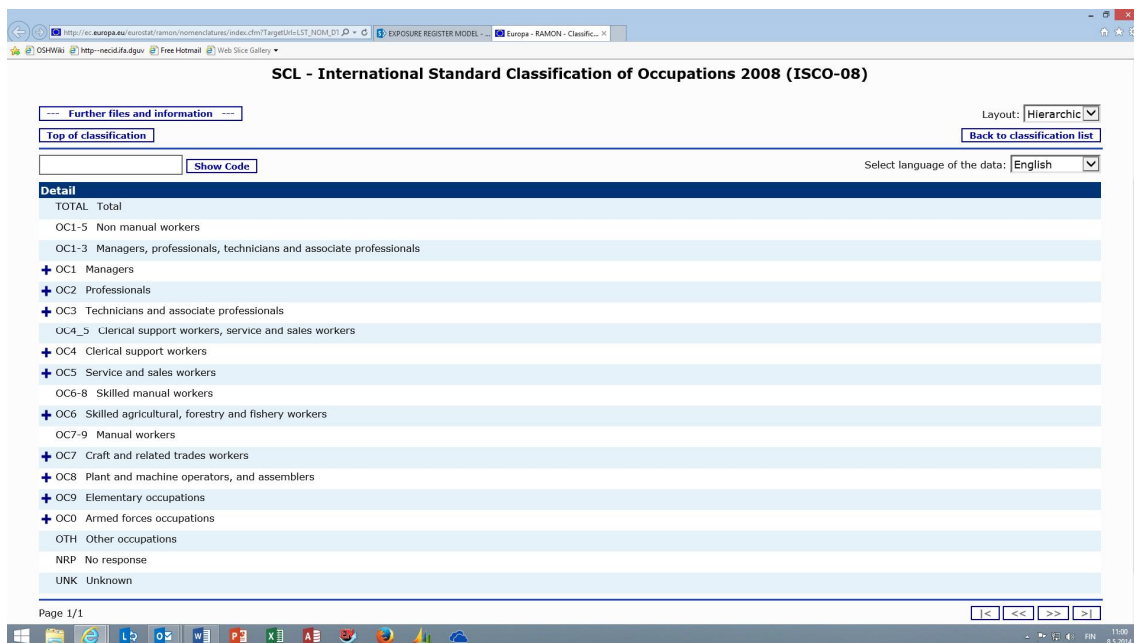 http://ec.europa.eu/eurostat/ramon/nomenclatures/index.cfm?TargetUrl=LST_NOM_DT
EXPOSURE REGISTER MODEL - ...
Europa - RAMON - Classific...
OSHWiki http--necid.ifa.dguv Free Hotmail Web Slice Gallery
SCL - International Standard Classification of Occupations 2008 (ISCO-08)
--- Further files and information ---
Layout: Hierarchic
Top of classification
Back to classification list
Show Code
Select language of the data: English
Detail
TOTAL Total
OC1-5 Non manual workers
OC1-3 Managers, professionals, technicians and associate professionals
+ OC1 Managers
+ OC2 Professionals
+ OC3 Technicians and associate professionals
OC4_5 Clerical support workers, service and sales workers
+ OC4 Clerical support workers
+ OC5 Service and sales workers
OC6-8 Skilled manual workers
+ OC6 Skilled agricultural, forestry and fishery workers
OC7-9 Manual workers
+ OC7 Craft and related trades workers
+ OC8 Plant and machine operators, and assemblers
+ OC9 Elementary occupations
+ OC0 Armed forces occupations
OTH Other occupations
NRP No response
UNK Unknown
Page 1/1
|< << >> >|
FIN 11:00
8.5.2014